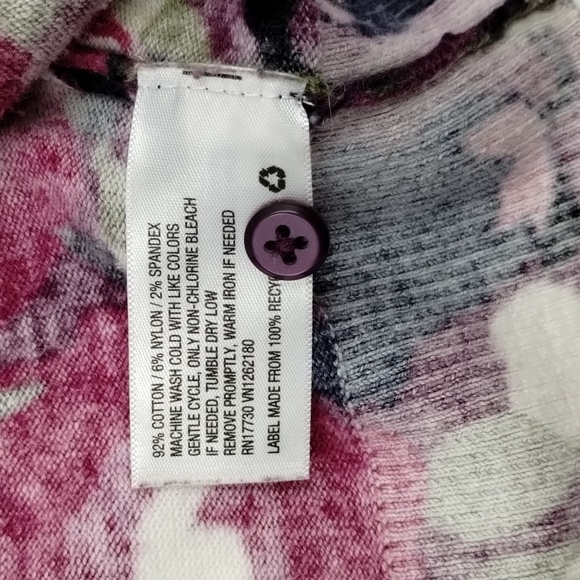 92% COTTON / 6% NYLON / 2% SPANDEX
MACHINE WASH COLD WITH LIKE COLORS
GENTLE CYCLE, ONLY NON-CHLORINE BLEACH
IF NEEDED, TUMBLE DRY LOW
REMOVE PROMPTLY, WARM IRON IF NEEDED
RN17730 VN1262180
LABEL MADE FROM 100%